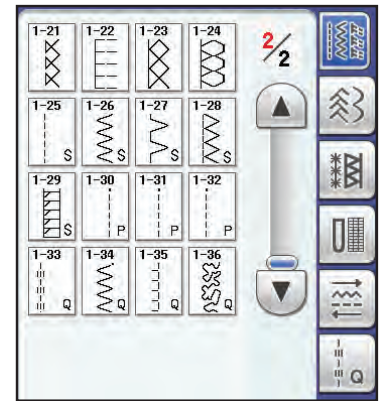 1-21 1-22 1-23 1-24
2/2
1-25 1-26 1-27 1-28
S S S S
1-29 1-30 1-31 1-32
S P P P
1-33 1-34 1-35 1-36
Q Q Q Q
Q